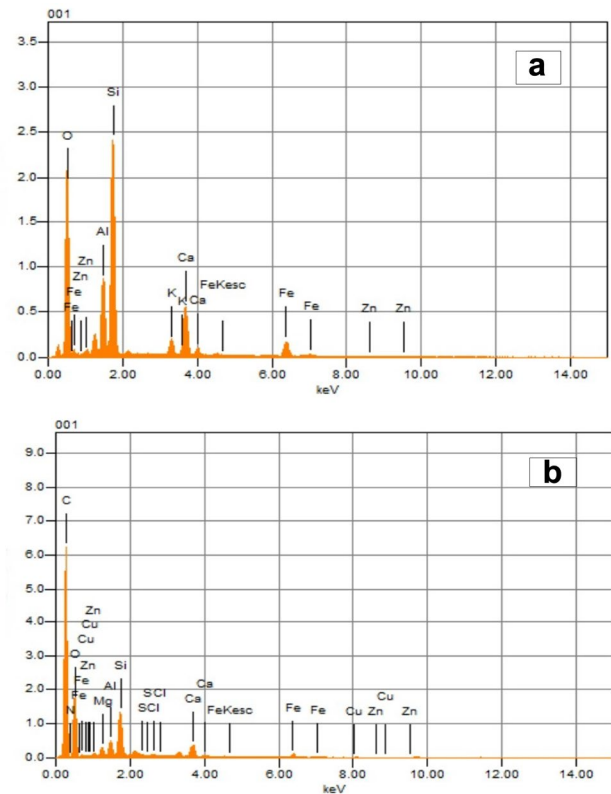 001
a
3.5
3.0
2.5
2.0
1.5
1.0
0.5
0.0
O
Si
Al
Zn
Zn
Fe
Fe
Ca
K
K
Ca
FeKesc
Fe
Fe
Zn
Zn
0.00 2.00 4.00 6.00 8.00 10.00 12.00 14.00
keV
001
b
9.0
8.0
7.0
6.0
5.0
4.0
3.0
2.0
1.0
0.0
C
Zn
Cu
Cu
O
Zn
Fe
Fe
N
Mg
Al
Si
S Cl
SCl
Ca
Ca
FeKesc
Fe
Fe
Cu
Cu
Zn
Zn
0.00 2.00 4.00 6.00 8.00 10.00 12.00 14.00
keV